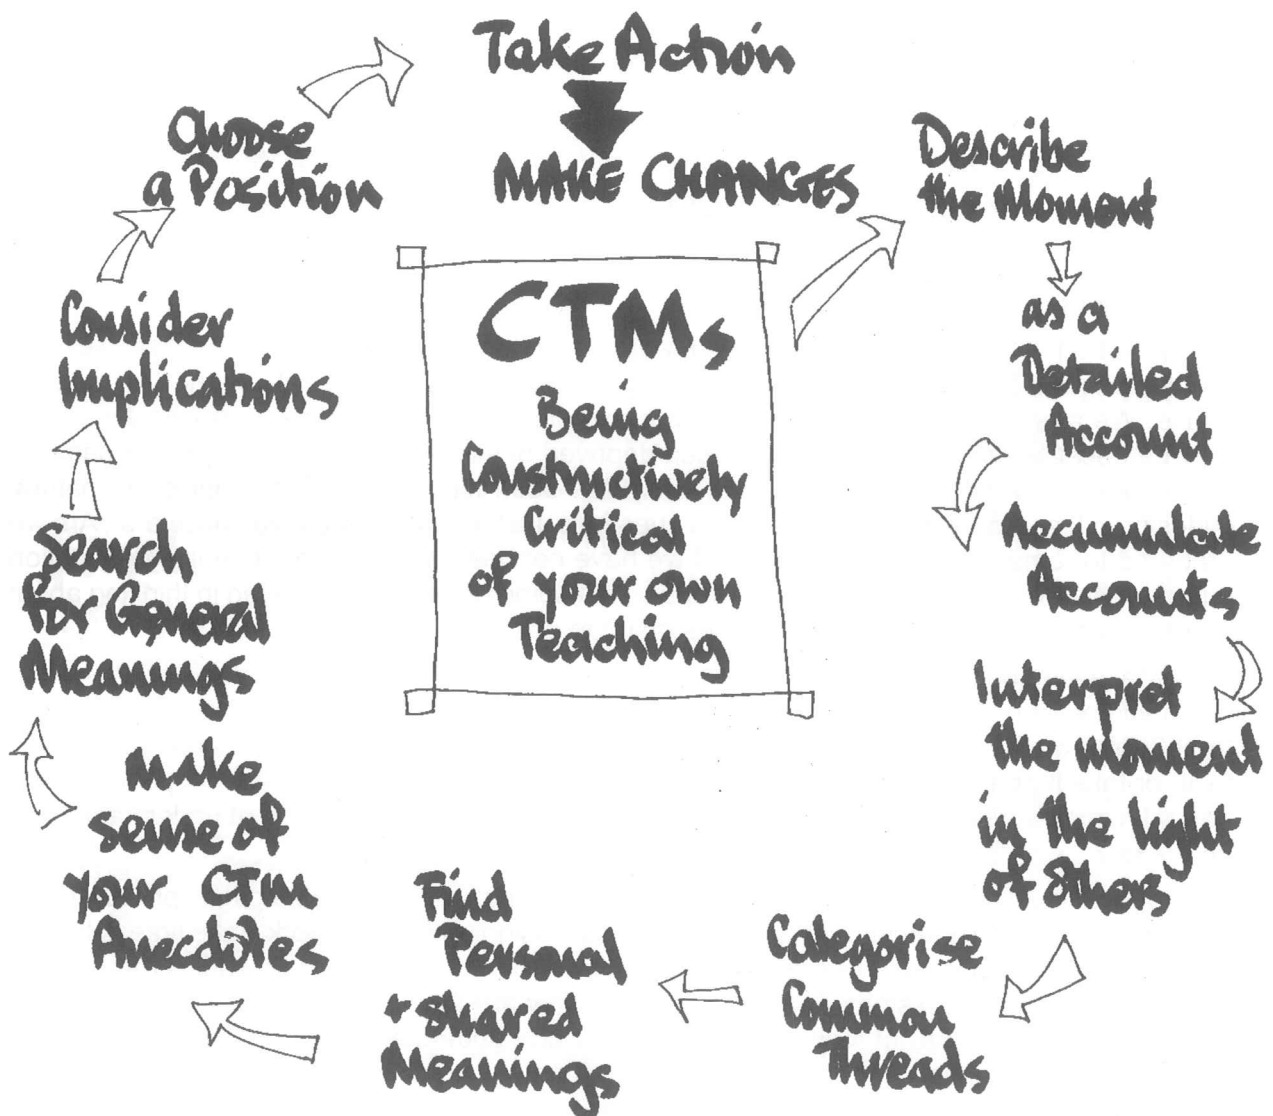 Take Action
MAKE CHANGES
CTMs
Being
Constructively
Critical
of your own
Teaching
Describe
the Moment
as a
Detailed
Account
Accumulate
Accounts
Interpret
the moment
in the light
of others
Categorise
Common
Threads
Find
Personal
+ shared
Meanings
make
sense of
your CTM
Anecdotes
Search
for General
Meanings
Consider
Implications
Choose
a Position